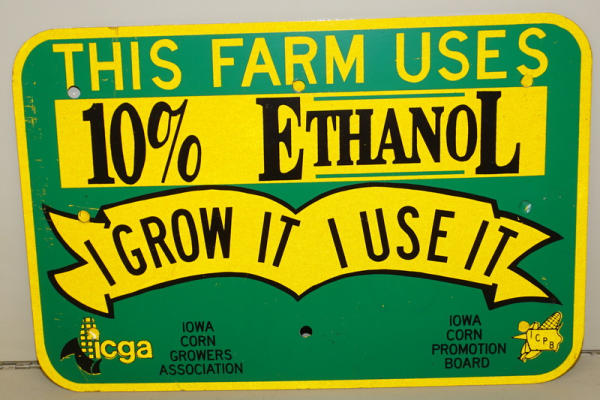 THIS FARM USES
10% ETHANOL
I GROW IT I USE IT
icga
IOWA
CORN
GROWERS
ASSOCIATION
IOWA
CORN
PROMOTION
BOARD
ICPB